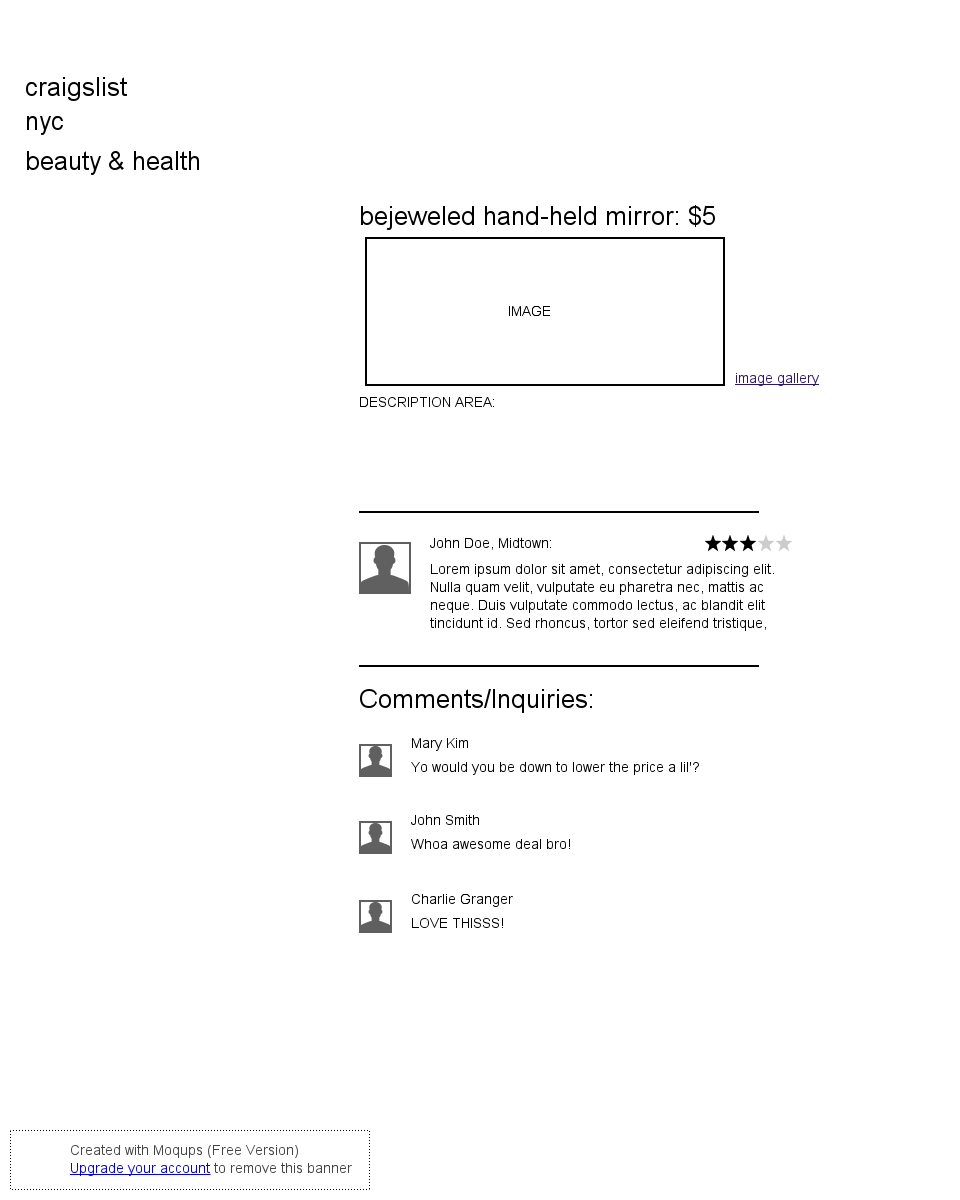 craigslist
nyc
beauty & health
bejeweled hand-held mirror: $5
IMAGE
image gallery
DESCRIPTION AREA:
John Doe, Midtown:
Lorem ipsum dolor sit amet, consectetur adipiscing elit.
Nulla quam velit, vulputate eu pharetra nec, mattis ac
neque. Duis vulputate commodo lectus, ac blandit elit
tincidunt id. Sed rhoncus, tortor sed eleifend tristique,
Comments/Inquiries:
Mary Kim
Yo would you be down to lower the price a lil'?
John Smith
Whoa awesome deal bro!
Charlie Granger
LOVE THISSS!
Created with Moqups (Free Version)
Upgrade your account to remove this banner